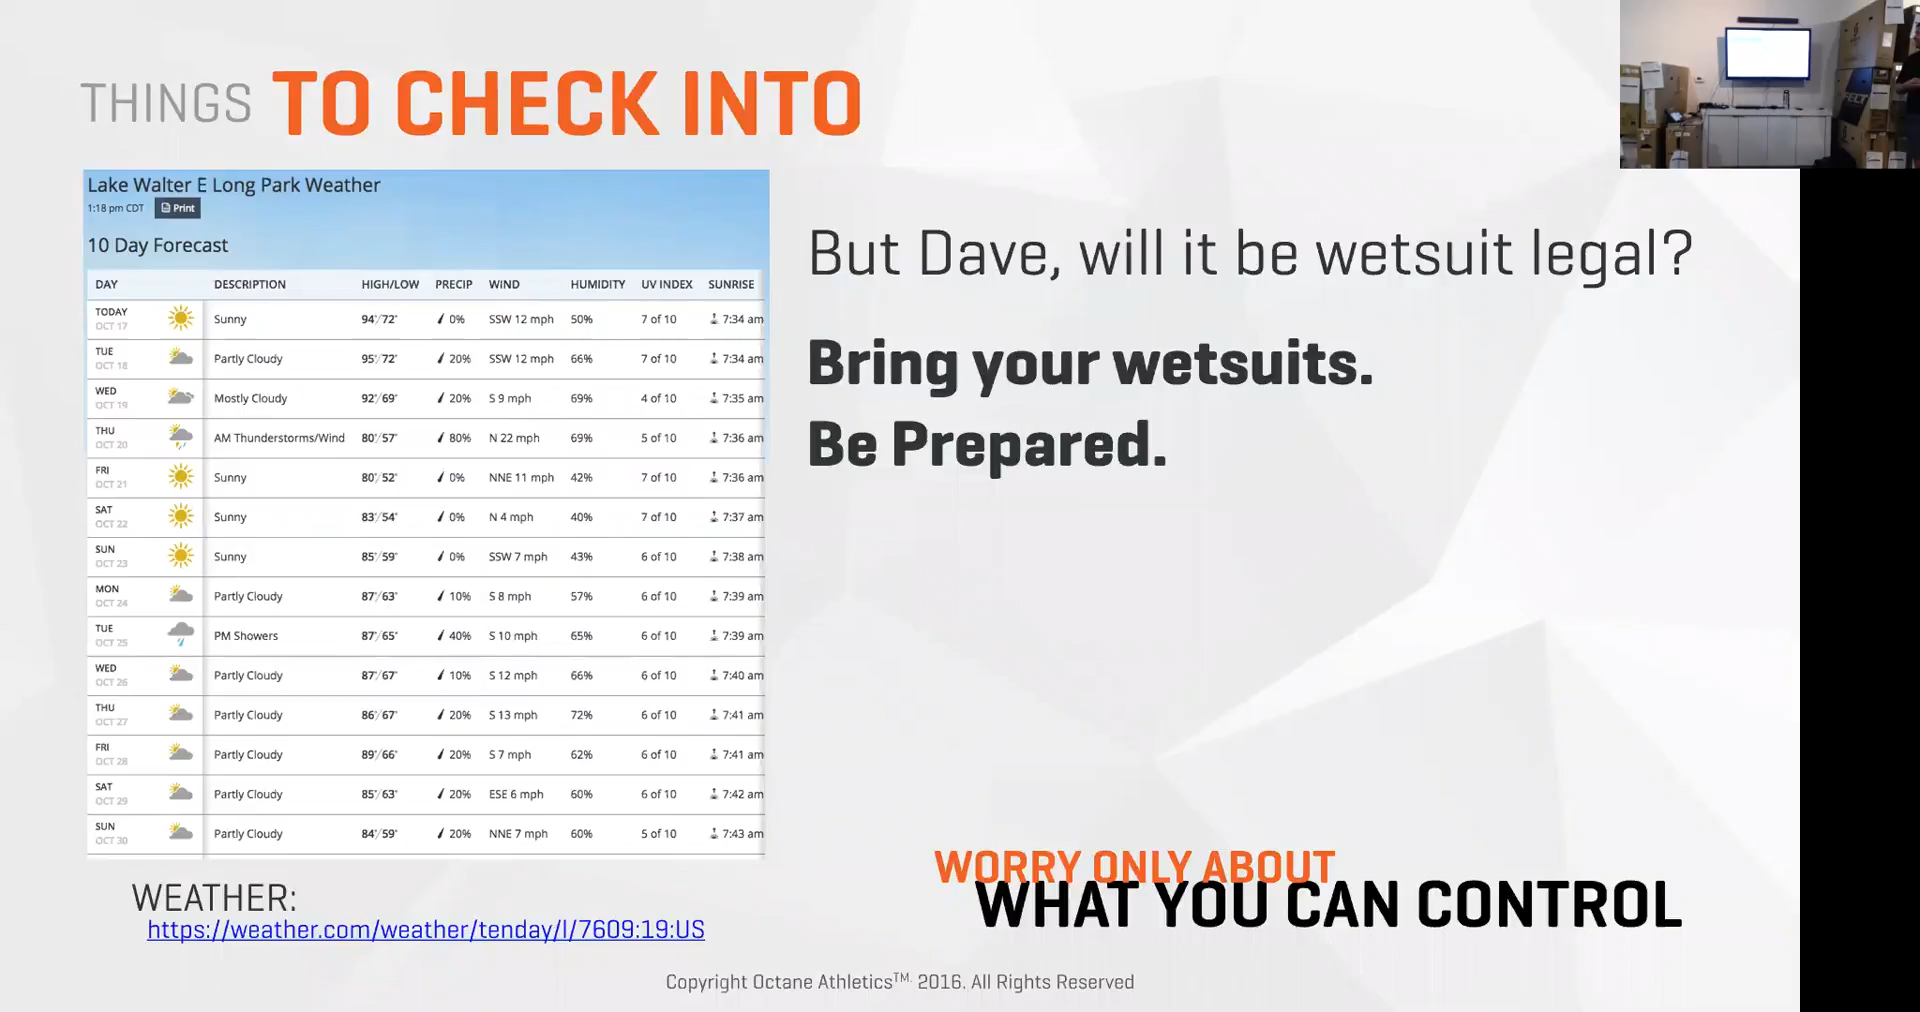 THINGS TO CHECK INTO
Lake Walter E Long Park Weather
1:18 pm CDT Print
10 Day Forecast
DAY DESCRIPTION HIGH/LOW PRECIP WIND HUMIDITY UV INDEX SUNRISE
TODAY OCT 17 Sunny 94°/72° 0% SSW 12 mph 50% 7 of 10 7:34 am
TUE OCT 18 Partly Cloudy 95°/72° 20% SSW 12 mph 66% 7 of 10 7:34 am
WED OCT 19 Mostly Cloudy 92°/69° 20% S 9 mph 69% 4 of 10 7:35 am
THU OCT 20 AM Thunderstorms/Wind 80°/57° 80% N 22 mph 69% 5 of 10 7:36 am
FRI OCT 21 Sunny 80°/52° 0% NNE 11 mph 42% 7 of 10 7:36 am
SAT OCT 22 Sunny 83°/54° 0% N 4 mph 40% 7 of 10 7:37 am
SUN OCT 23 Sunny 85°/59° 0% SSW 7 mph 43% 6 of 10 7:38 am
MON OCT 24 Partly Cloudy 87°/63° 10% S 8 mph 57% 6 of 10 7:39 am
TUE OCT 25 PM Showers 87°/65° 40% S 10 mph 65% 6 of 10 7:39 am
WED OCT 26 Partly Cloudy 87°/67° 10% S 12 mph 66% 6 of 10 7:40 am
THU OCT 27 Partly Cloudy 86°/67° 20% S 13 mph 72% 6 of 10 7:41 am
FRI OCT 28 Partly Cloudy 89°/66° 20% S 7 mph 62% 6 of 10 7:41 am
SAT OCT 29 Partly Cloudy 85°/63° 20% ESE 6 mph 60% 6 of 10 7:42 am
SUN OCT 30 Partly Cloudy 84°/59° 20% NNE 7 mph 60% 5 of 10 7:43 am
WEATHER:
https://weather.com/weather/tenday/l/7609:19:US
But Dave, will it be wetsuit legal?
Bring your wetsuits.
Be Prepared.
WORRY ONLY ABOUT
WHAT YOU CAN CONTROL
Copyright Octane Athletics™. 2016. All Rights Reserved
FELT